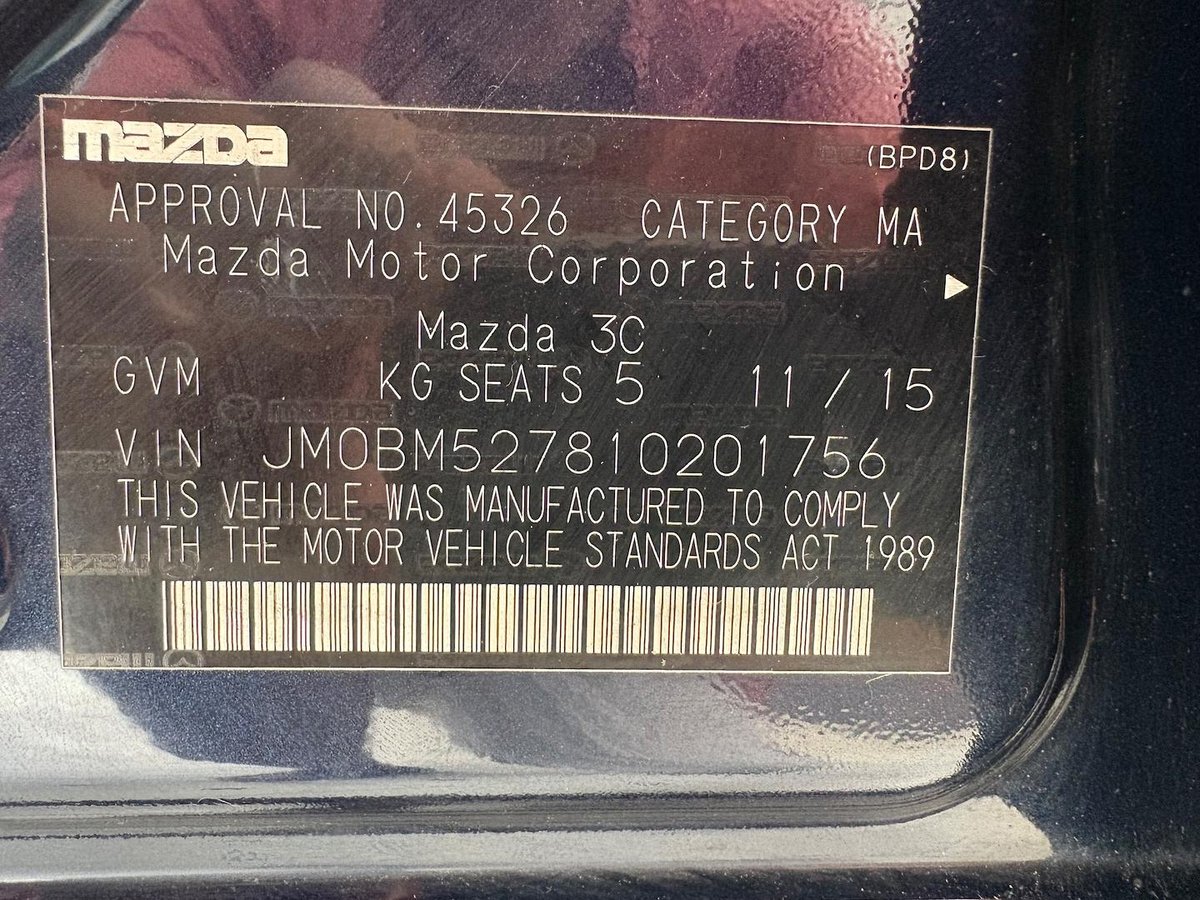 mazda
(BPD8)
APPROVAL NO.45326 CATEGORY MA
Mazda Motor Corporation
Mazda 3C
GVM KG SEATS 5 11 / 15
VIN JM0BM527810201756
THIS VEHICLE WAS MANUFACTURED TO COMPLY
WITH THE MOTOR VEHICLE STANDARDS ACT 1989